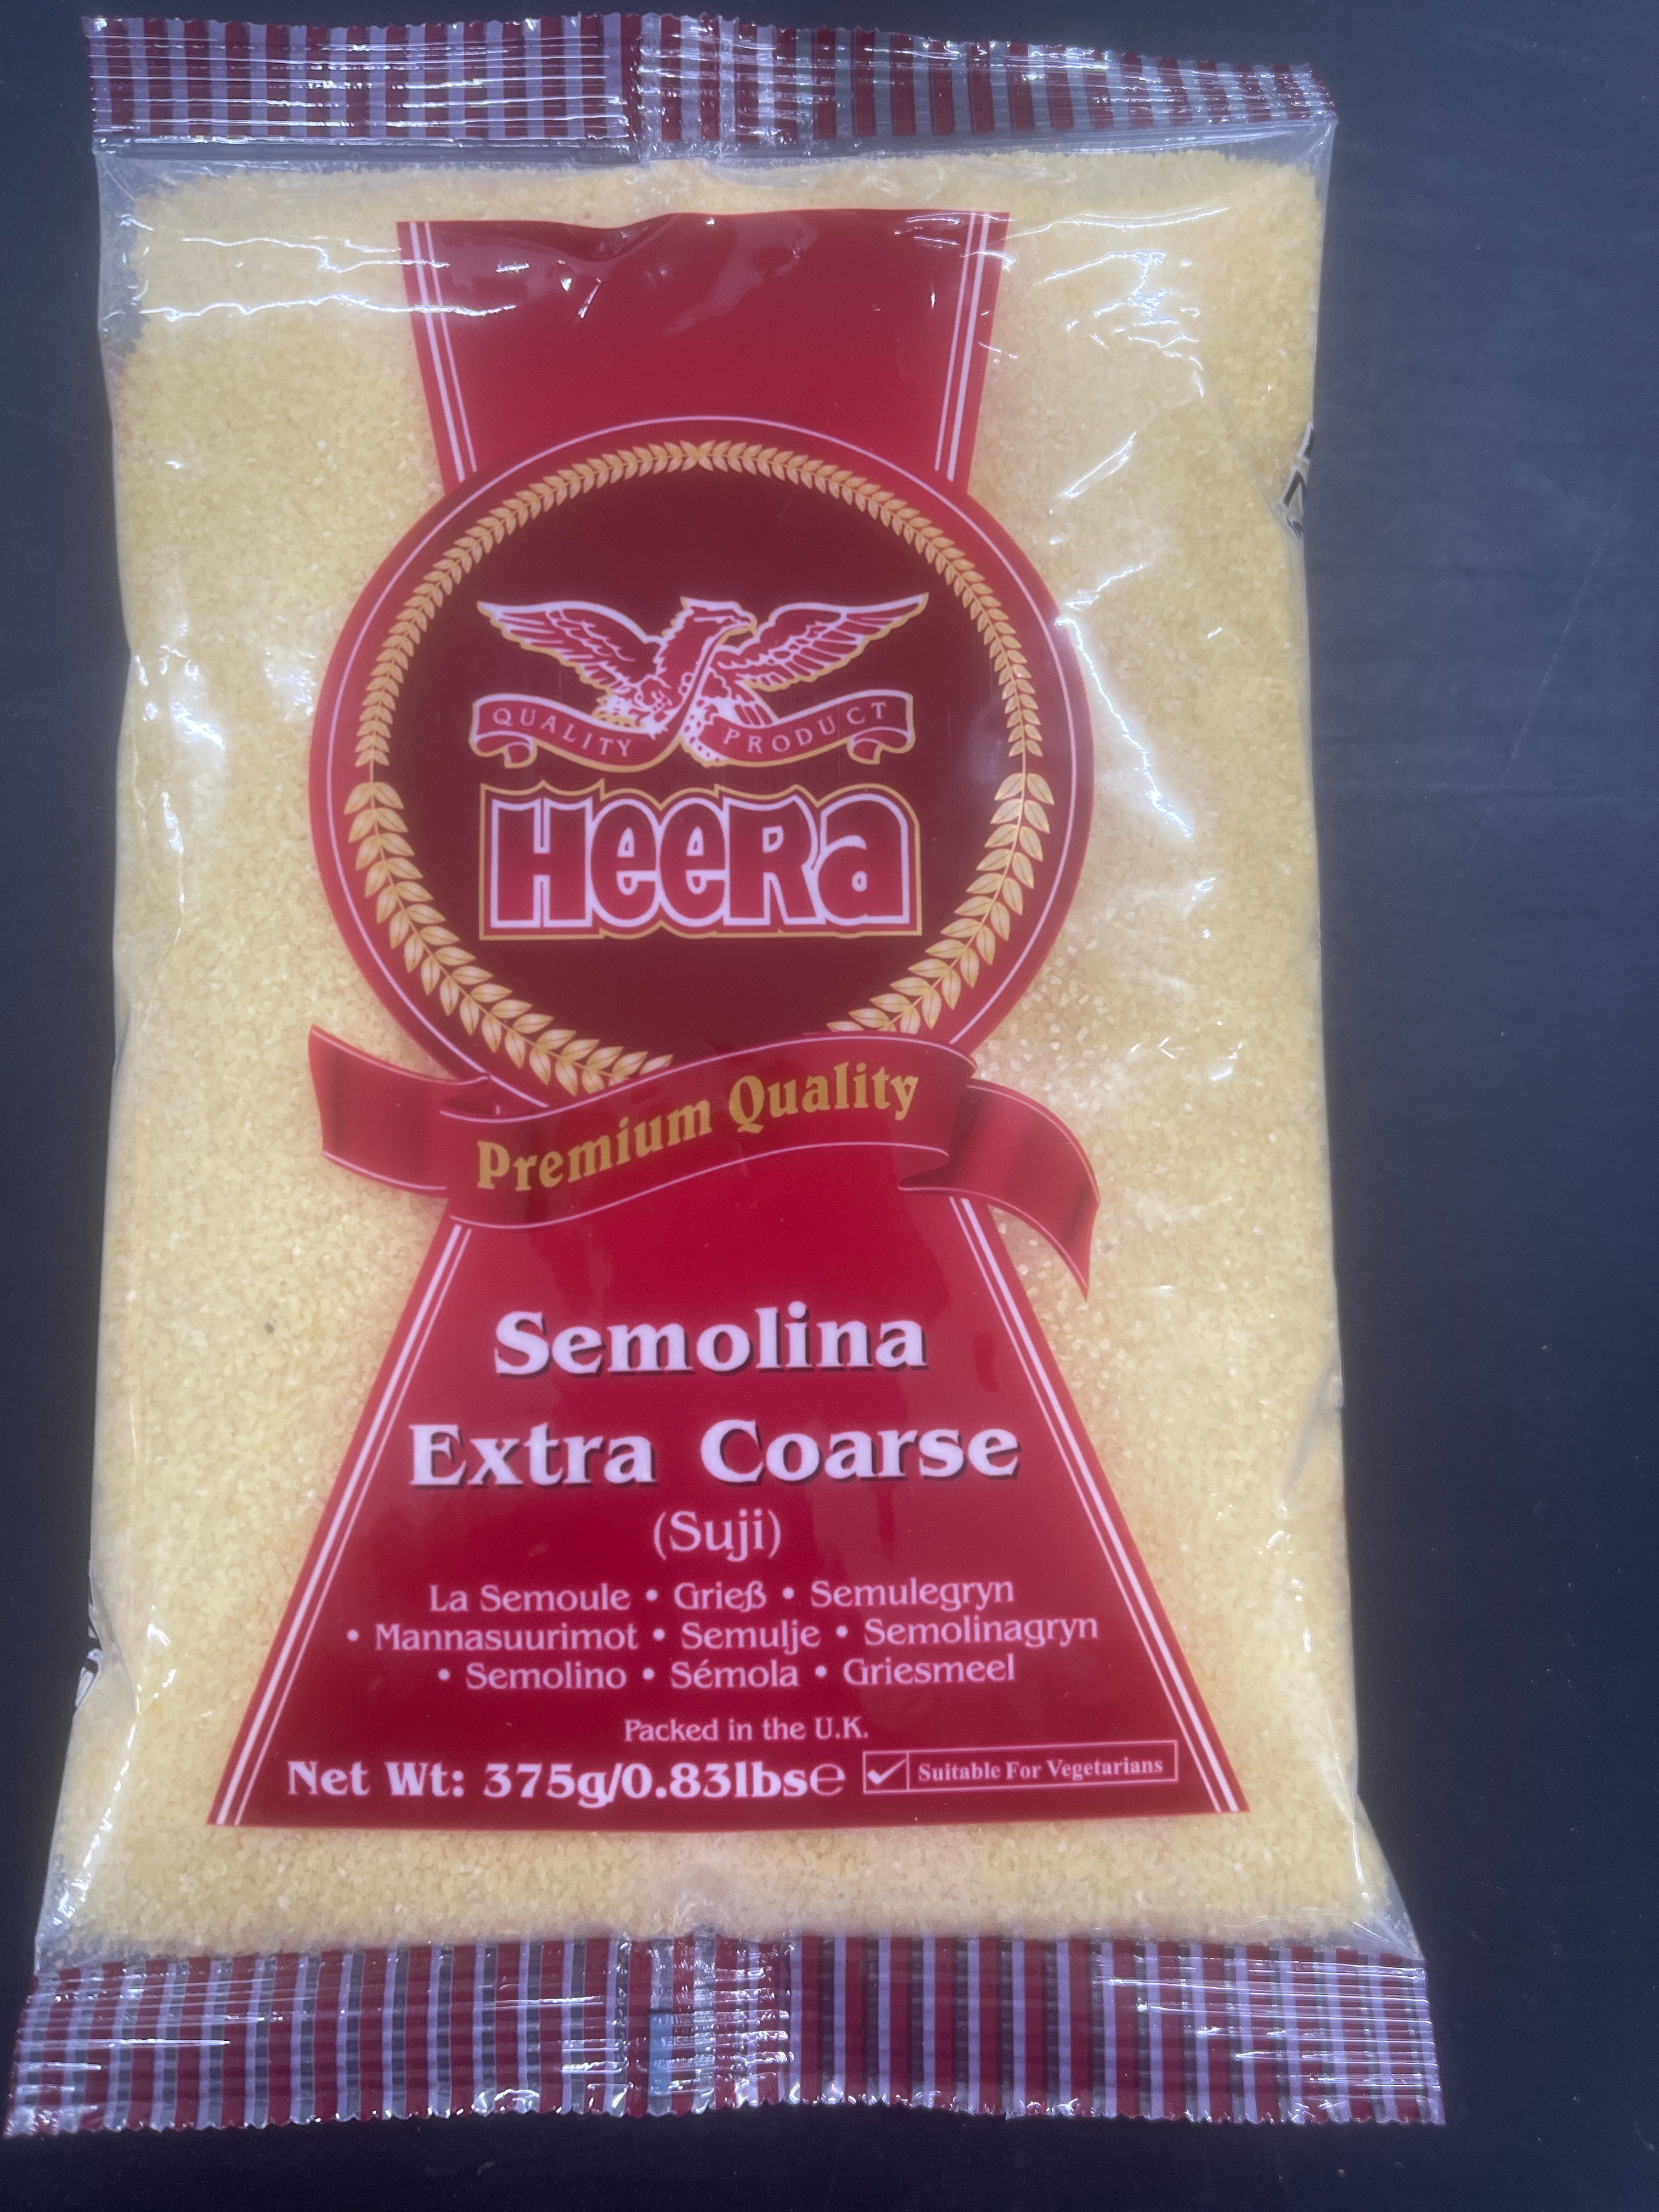 QUALITY PRODUCT
HeeRa
Premium Quality
Semolina
Extra Coarse
(Suji)
La Semoule • Grieß • Semulegryn
• Mannasuurimot • Semulje • Semolinagryn
• Semolino • Sémola • Griesmeel
Packed in the U.K.
Net Wt: 375g/0.83lbs℮
Suitable For Vegetarians